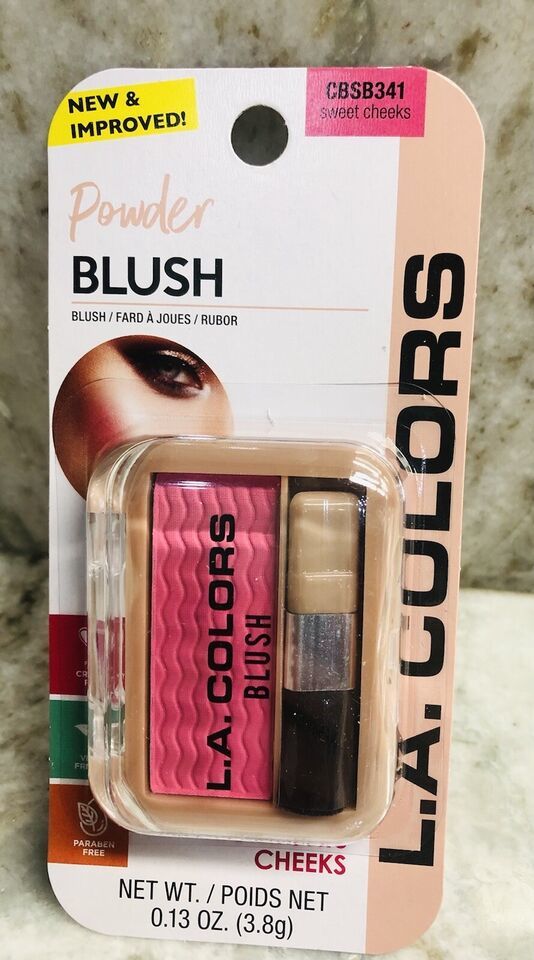 NEW &
IMPROVED!
CBSB341
sweet cheeks
Powder
BLUSH
BLUSH / FARD À JOUES / RUBOR
L.A. COLORS
L.A. COLORS
BLUSH
PARABEN
FREE
CHEEKS
NET WT. / POIDS NET
0.13 OZ. (3.8g)